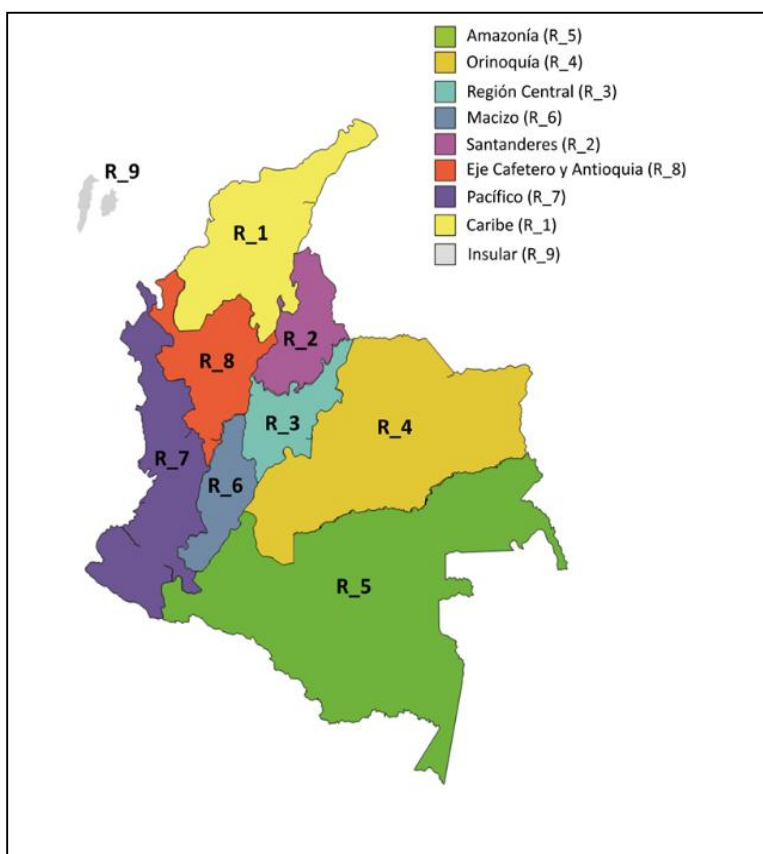 Amazonía (R_5)
Orinoquía (R_4)
Región Central (R_3)
Macizo (R_6)
Santanderes (R_2)
Eje Cafetero y Antioquia (R_8)
Pacífico (R_7)
Caribe (R_1)
Insular (R_9)
R_9
R_1
R_2
R_8
R_3
R_4
R_7
R_6
R_5